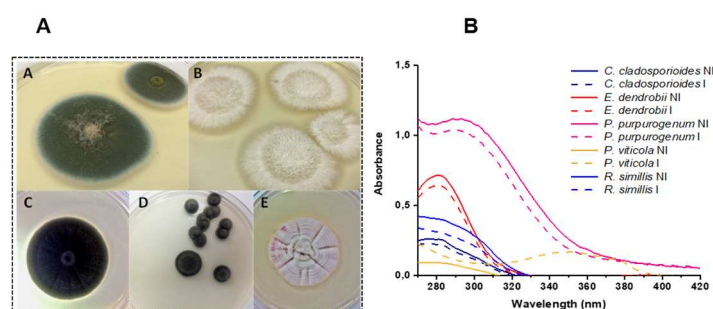 A
B
A
B
C
D
E
1,5
1,0
0,5
0,0
Absorbance
280
300
320
340
360
380
400
420
Wavelength (nm)
C. cladosporioides NI
C. cladosporioides I
E. dendrobii NI
E. dendrobii I
P. purpurogenum NI
P. purpurogenum I
P. viticola NI
P. viticola I
R. simillis NI
R. simillis I